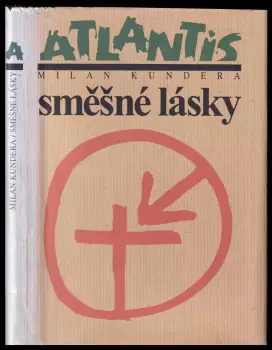 ATLANTIS
MILAN KUNDERA
směšné lásky
A
MILAN KUNDERA / SMĚŠNÉ LÁSKY